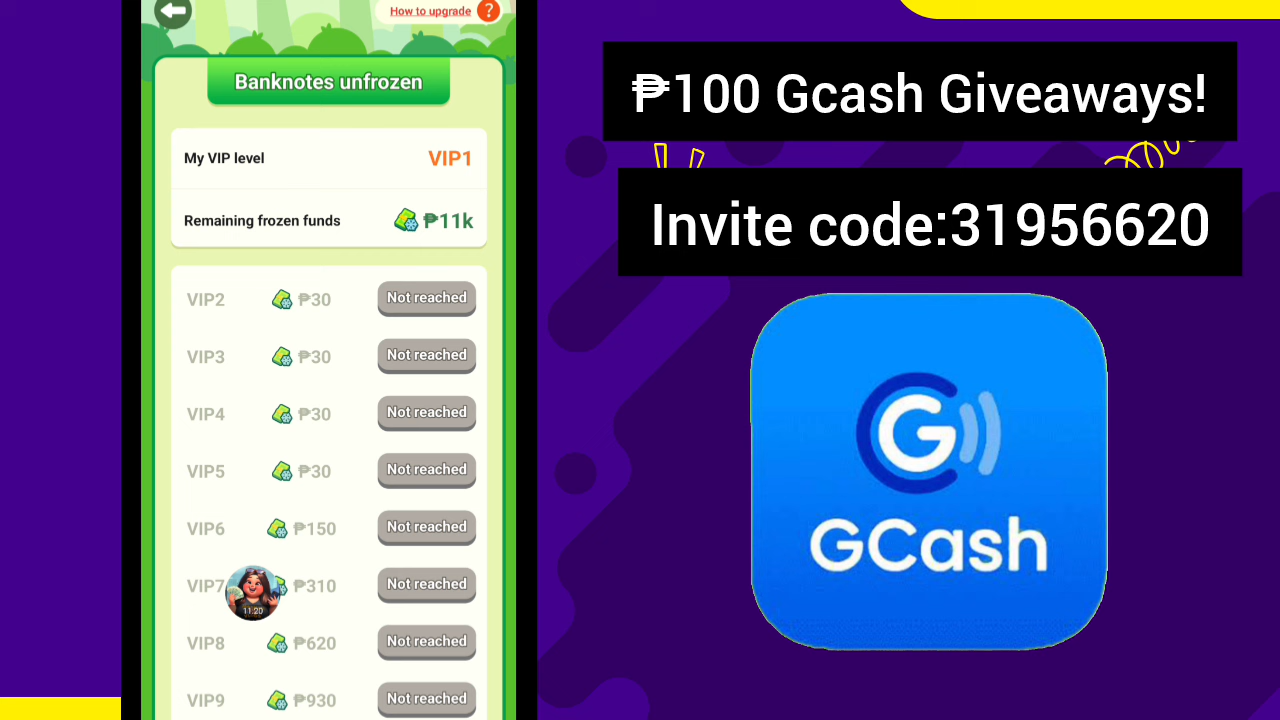 How to upgrade ?
Banknotes unfrozen
My VIP level VIP1
Remaining frozen funds ₱11k
VIP2 ₱30 Not reached
VIP3 ₱30 Not reached
VIP4 ₱30 Not reached
VIP5 ₱30 Not reached
VIP6 ₱150 Not reached
VIP7 ₱310 Not reached
11.20
VIP8 ₱620 Not reached
VIP9 ₱930 Not reached
₱100 Gcash Giveaways!
Invite code:31956620
G
GCash